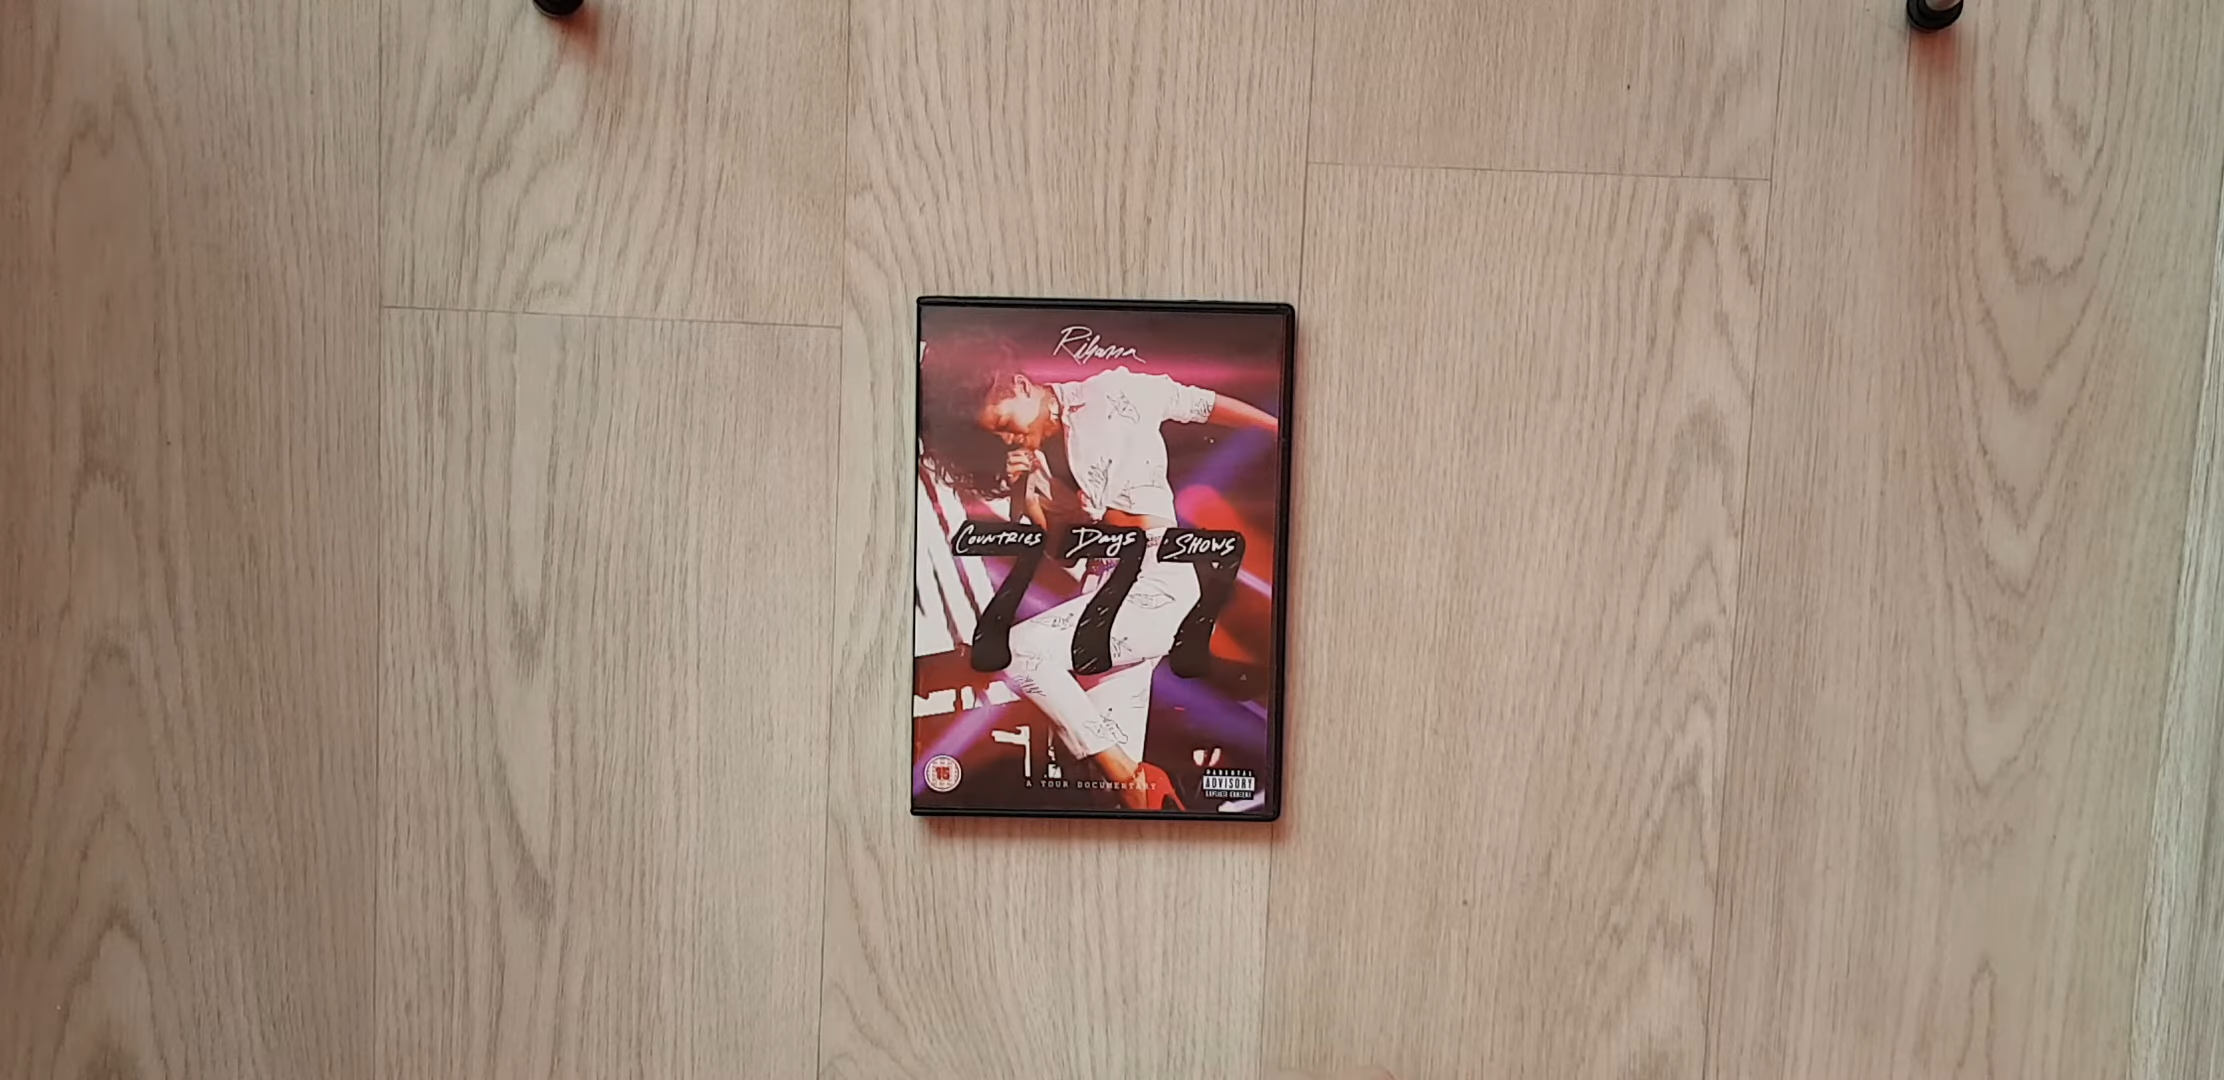 Rihanna
Countries Days Shows
777
15
A TOUR DOCUMENTARY
PARENTAL
ADVISORY
EXPLICIT CONTENT